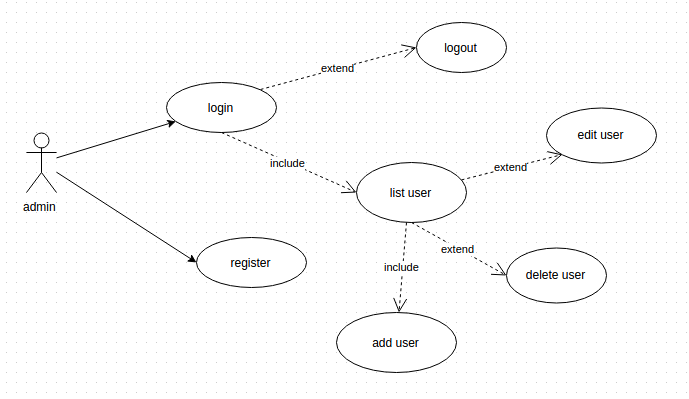 logout
extend
login
edit user
include
extend
list user
admin
extend
register
include
delete user
add user